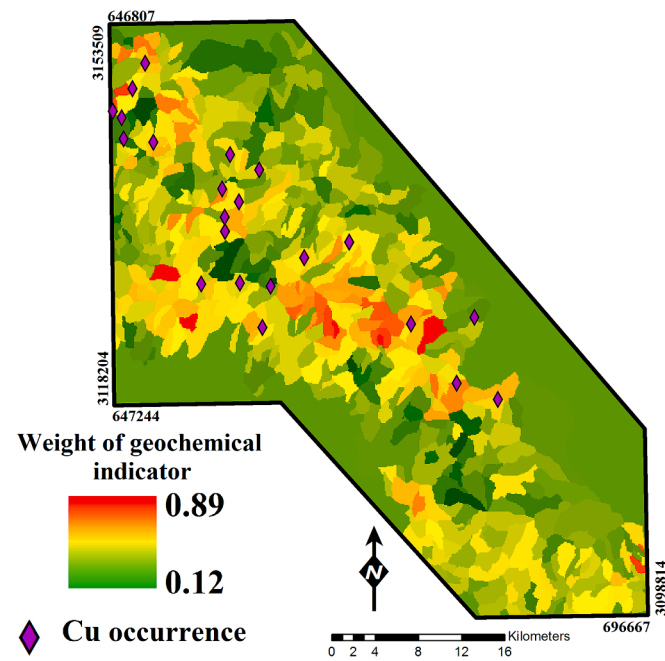 646807
3153509
3118204
647244
Weight of geochemical
indicator
0.89
0.12
Cu occurrence
N
0 2 4 8 12 16
Kilometers
3098814
696667